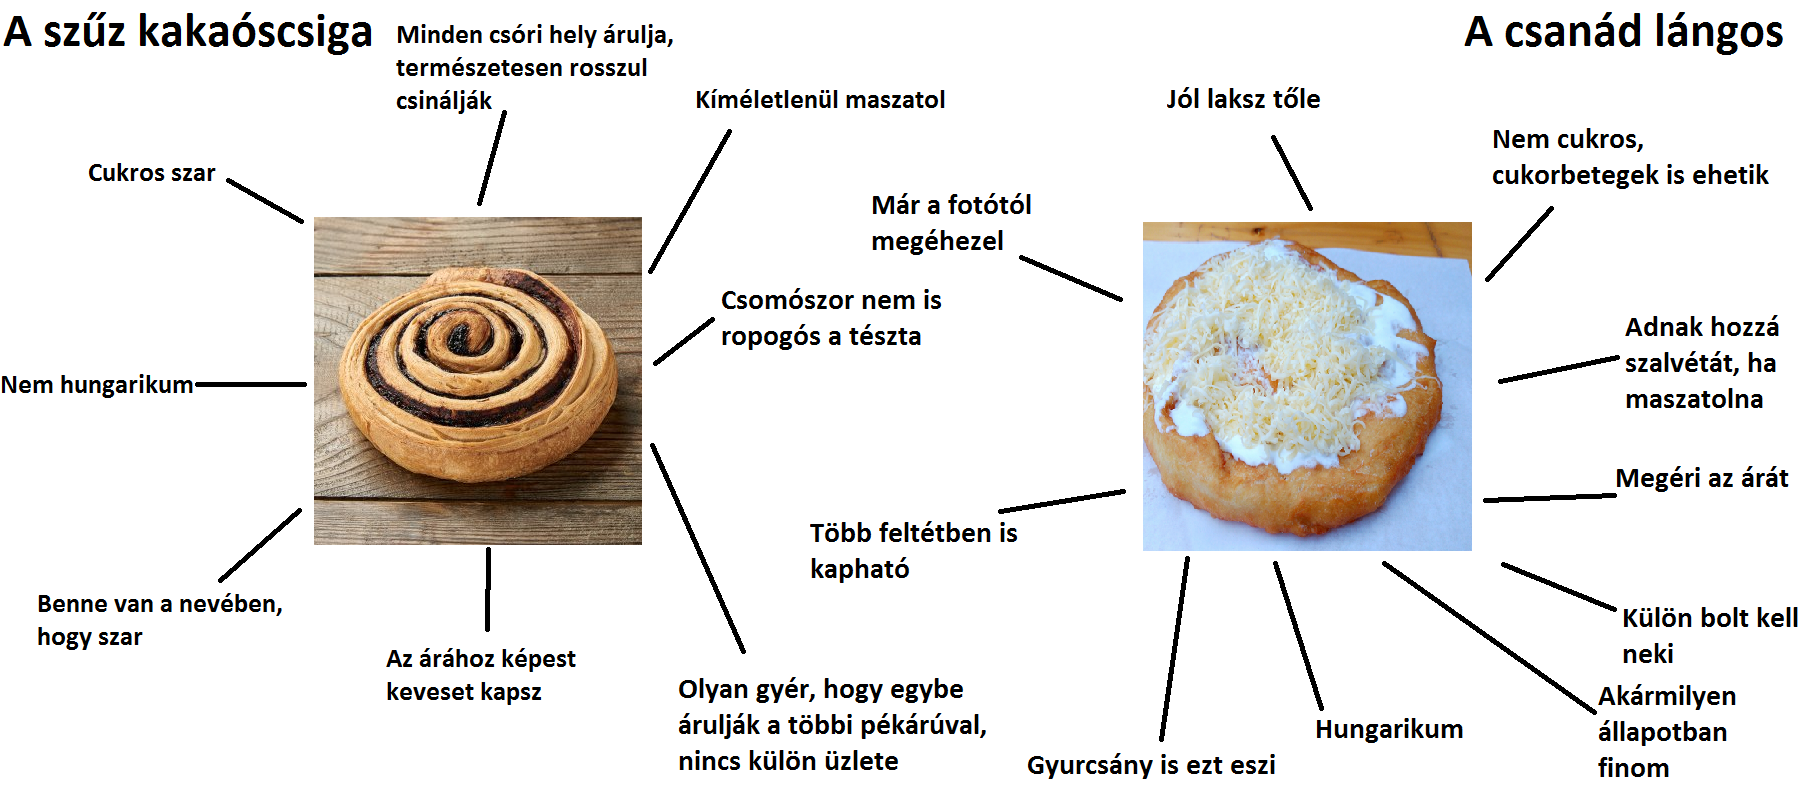 A szűz kakaóscsiga
Minden csóri hely árulja,
természetesen rosszul
csinálják
Kíméletlenül maszatol
Cukros szar
Csomószor nem is
ropogós a tészta
Nem hungarikum
Benne van a nevében,
hogy szar
Az árához képest
keveset kapsz
Olyan gyér, hogy egybe
árulják a többi pékárúval,
nincs külön üzlete
A csanád lángos
Jól laksz tőle
Nem cukros,
cukorbetegek is ehetik
Már a fotótól
megéhezel
Adnak hozzá
szalvétát, ha
maszatolna
Megéri az árát
Több feltétben is
kapható
Külön bolt kell
neki
Akármilyen
állapotban
finom
Hungarikum
Gyurcsány is ezt eszi